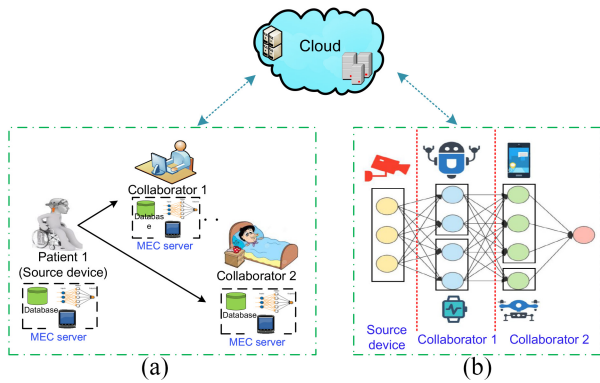 Cloud
Collaborator 1
Databas
e
MEC server
. .
Patient 1
(Source device)
Database
MEC server
Collaborator 2
Database
MEC server
(a)
Source
device
Collaborator 1
Collaborator 2
(b)